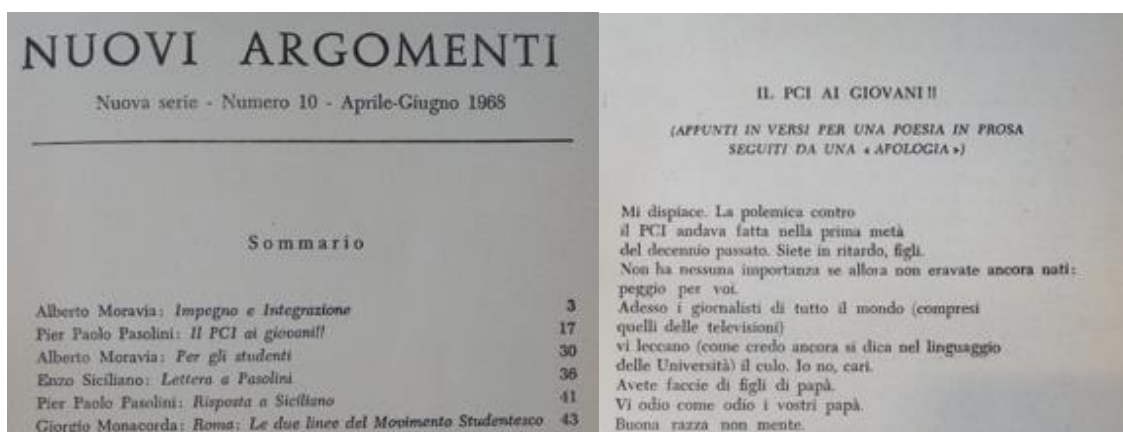 NUOVI ARGOMENTI
Nuova serie - Numero 10 - Aprile-Giugno 1968
Sommario
Alberto Moravia: Impegno e Integrazione 3
Pier Paolo Pasolini: Il PCI ai giovani!! 17
Alberto Moravia: Per gli studenti 30
Enzo Siciliano: Lettera a Pasolini 36
Pier Paolo Pasolini: Risposta a Siciliano 41
Giorgio Monacorda: Roma: Le due linee del Movimento Studentesco 43
IL PCI AI GIOVANI!!
(APPUNTI IN VERSI PER UNA POESIA IN PROSA
SEGUITI DA UNA « APOLOGIA »)
Mi dispiace. La polemica contro
il PCI andava fatta nella prima metà
del decennio passato. Siete in ritardo, figli.
Non ha nessuna importanza se allora non eravate ancora nati:
peggio per voi.
Adesso i giornalisti di tutto il mondo (compresi
quelli delle televisioni)
vi leccano (come credo ancora si dica nel linguaggio
delle Università) il culo. Io no, cari.
Avete faccie di figli di papà.
Vi odio come odio i vostri papà.
Buona razza non mente.